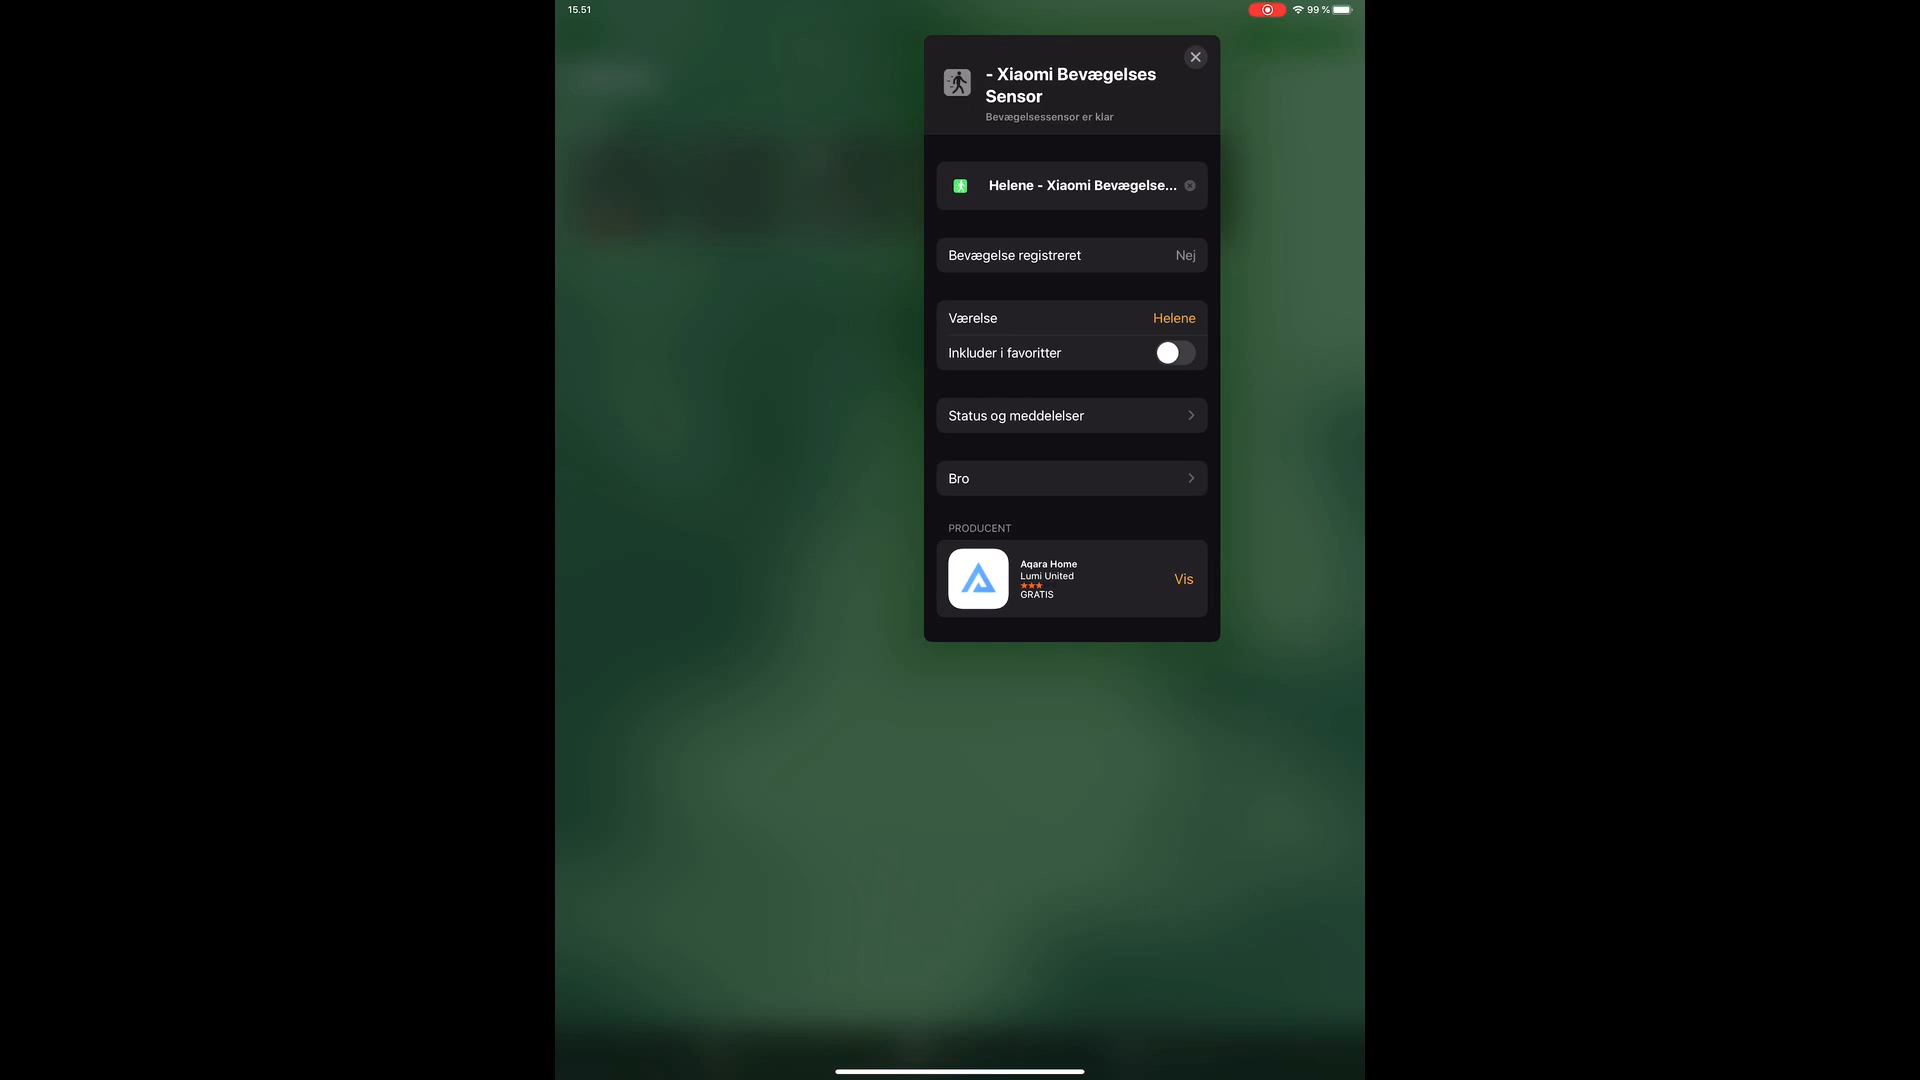 15.51
99 %
- Xiaomi Bevægelses
Sensor
Bevægelsessensor er klar
Helene - Xiaomi Bevægelse...
Bevægelse registreret
Nej
Værelse
Helene
Inkluder i favoritter
Status og meddelelser
Bro
PRODUCENT
Aqara Home
Lumi United
★★★
GRATIS
Vis